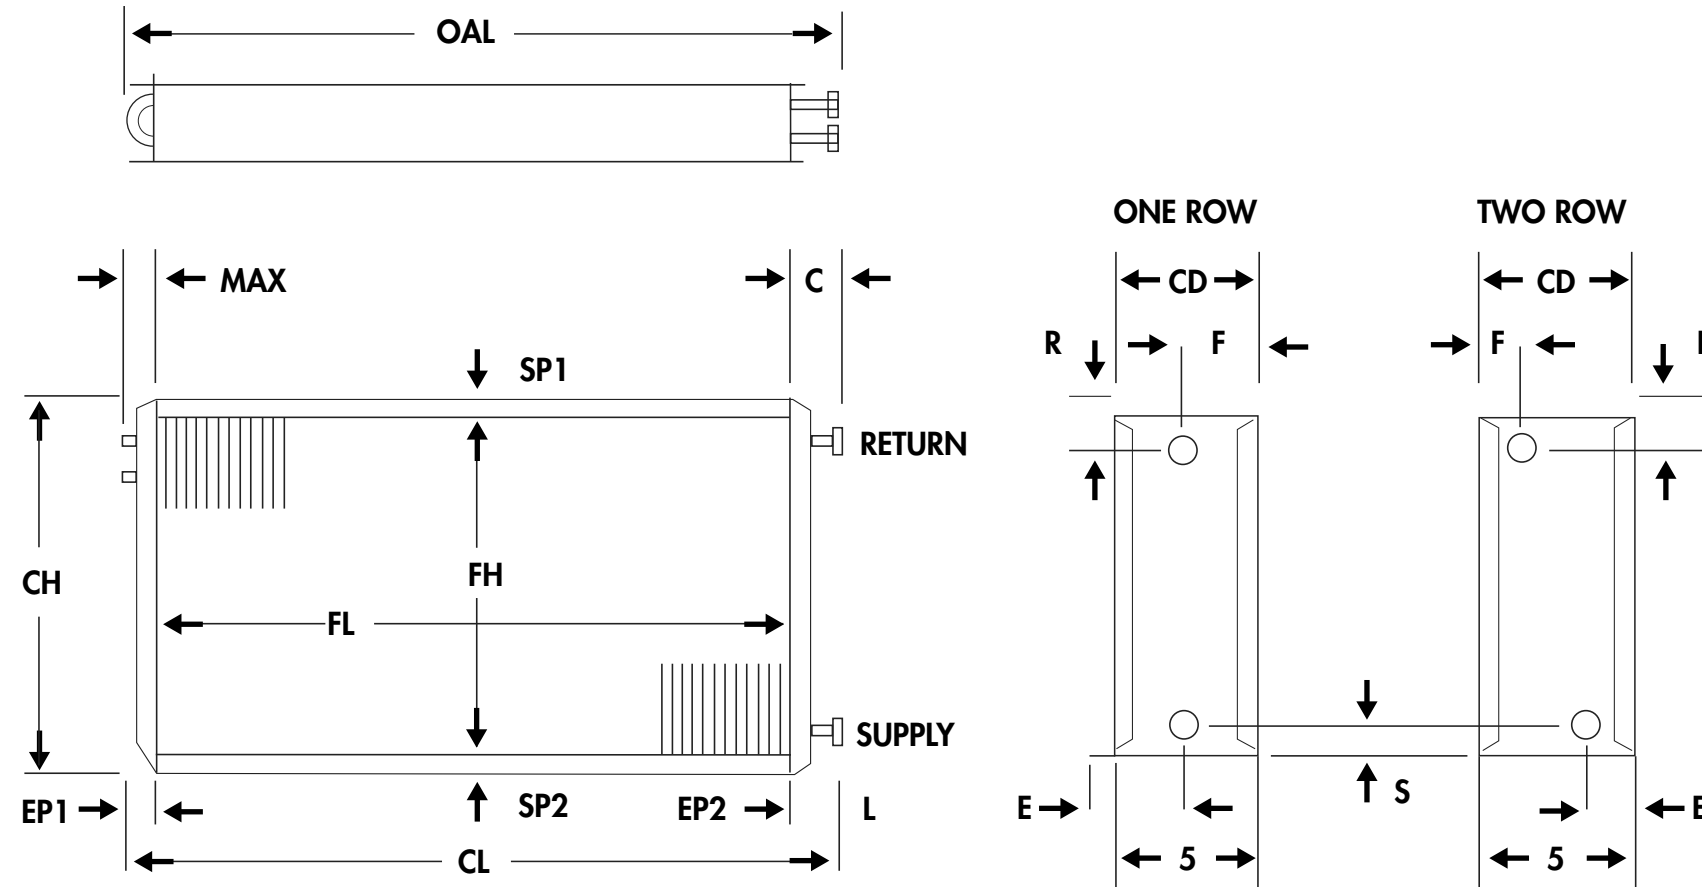 OAL
ONE ROW
TWO ROW
MAX
C
CD
CD
R
F
F
SP1
RETURN
CH
FH
FL
SUPPLY
EP1
SP2
EP2
L
E
S
CL
5
5